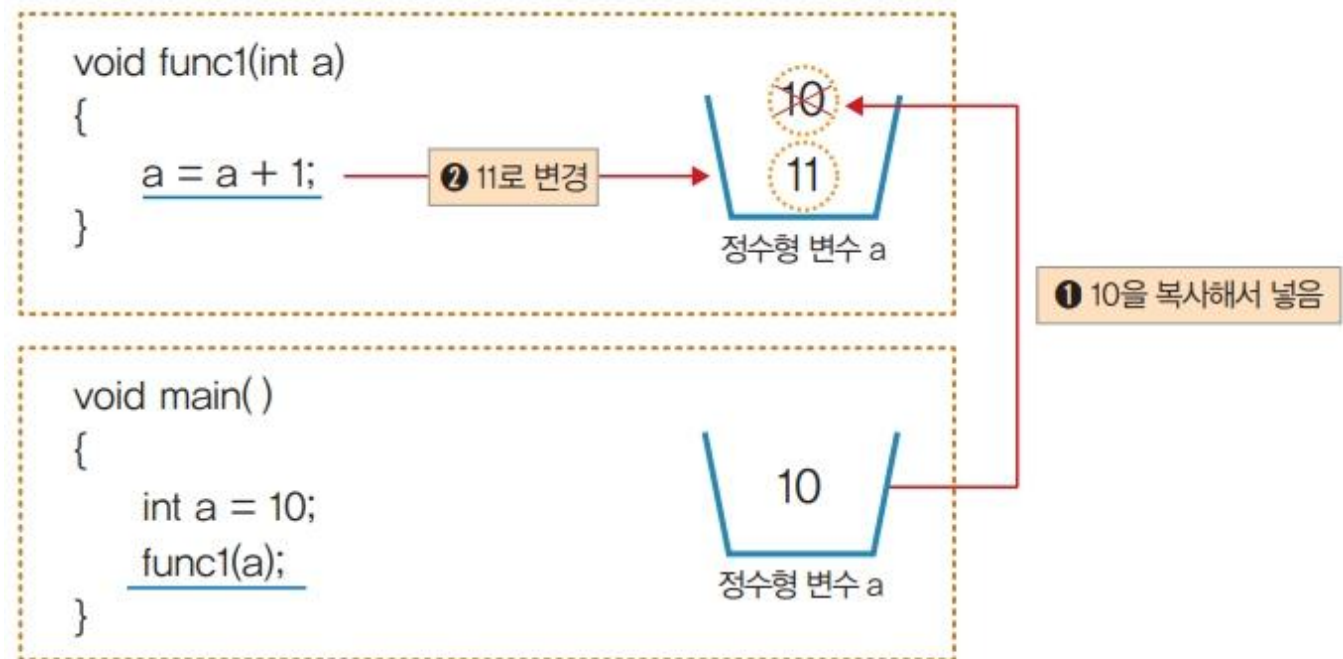 void func1(int a)
{
10
a = a + 1;
❷ 11로 변경
11
}
정수형 변수 a
❶ 10을 복사해서 넣음
void main( )
{
10
int a = 10;
func1(a);
정수형 변수 a
}